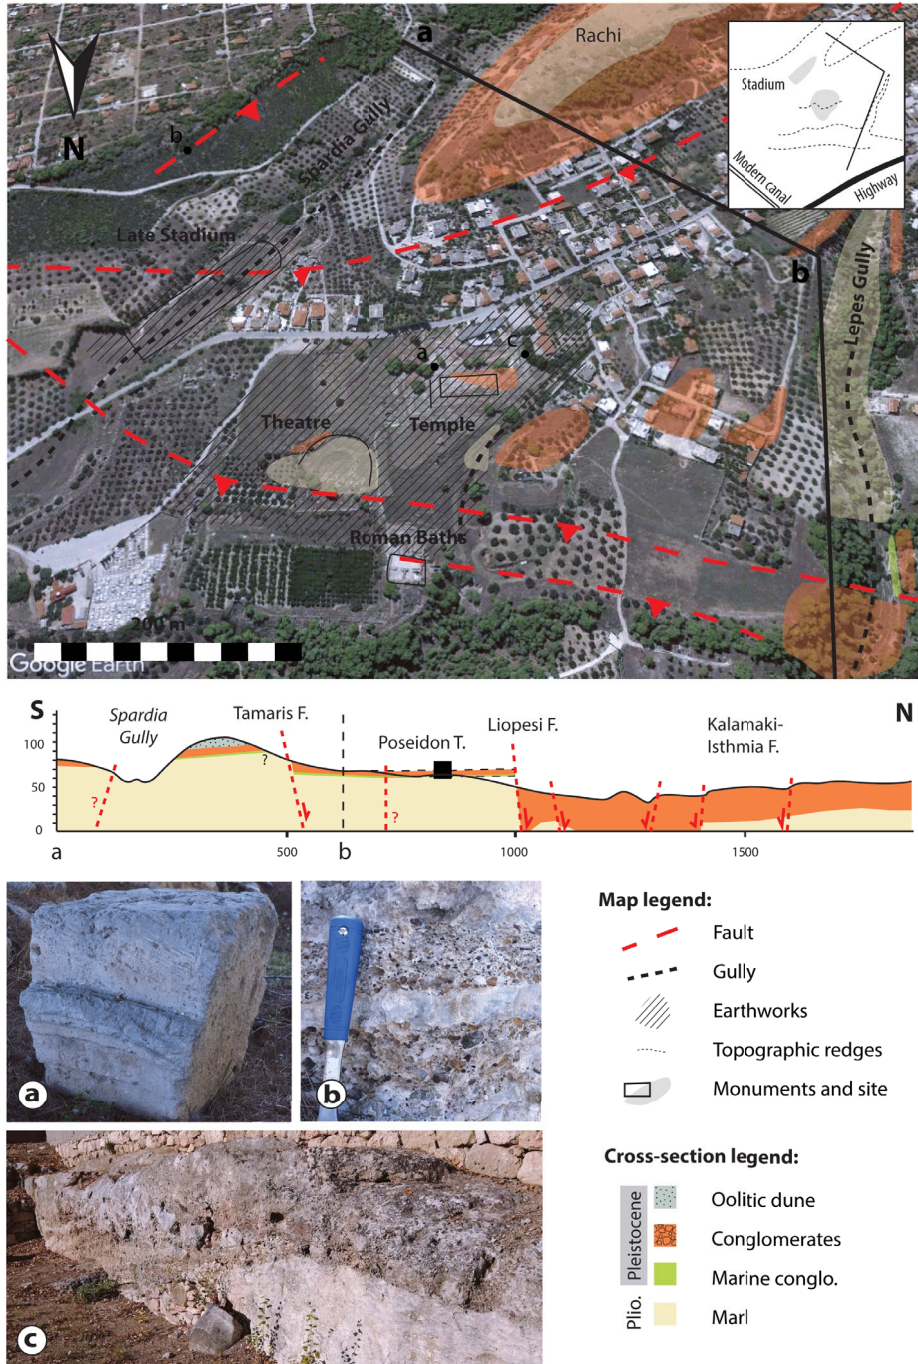 a
Rachi
Stadium
Modern canal
Highway
b
N
ardia Gully
Late Stadium
b
Lepes Gully
a
c
Theatre
Temple
Roman Baths
200 m
Google Earth
S
Spardia
Gully
Tamaris F.
Poseidon T.
Liopesi F.
Kalamaki-
Isthmia F.
N
100
50
0
?
?
?
a
500
b
1000
1500
a
b
c
Map legend:
Fault
Gully
Earthworks
Topographic redges
Monuments and site
Cross-section legend:
Pleistocene
Plio.
Oolitic dune
Conglomerates
Marine conglo.
Marl